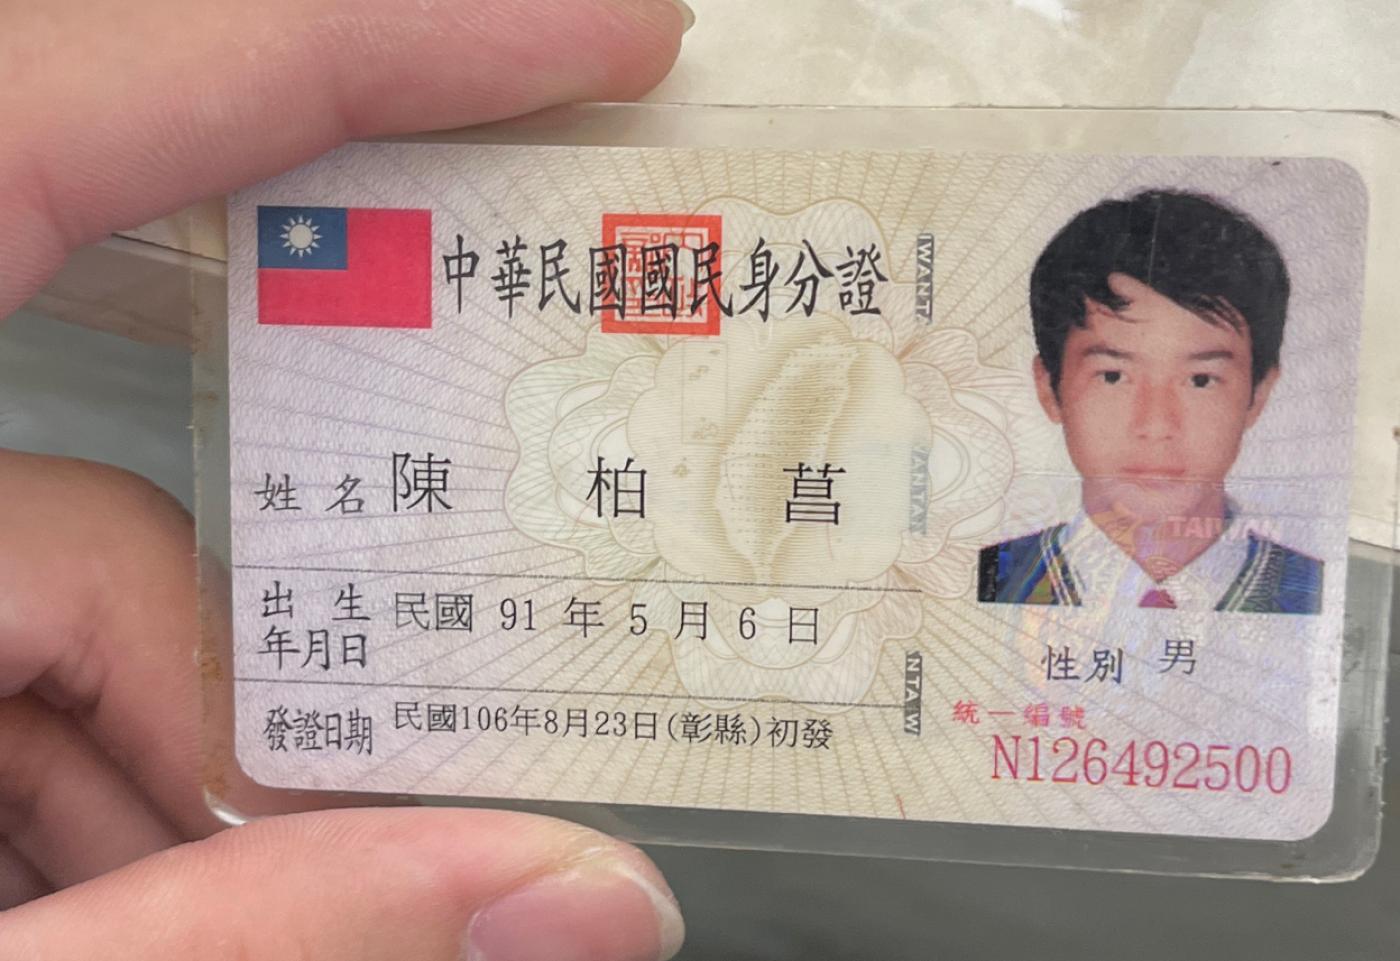 中華民國國民身分證
姓名 陳柏菖
出生年月日 民國 91 年 5 月 6 日
發證日期 民國106年8月23日(彰縣)初發
TAIWAN
性別 男
統一編號
N126492500